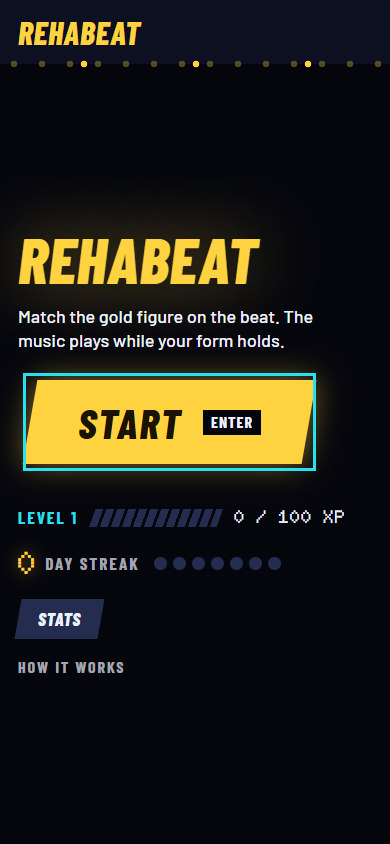 REHABEAT
REHABEAT
Match the gold figure on the beat. The
music plays while your form holds.
START ENTER
LEVEL 1 0 / 100 XP
0 DAY STREAK
STATS
HOW IT WORKS